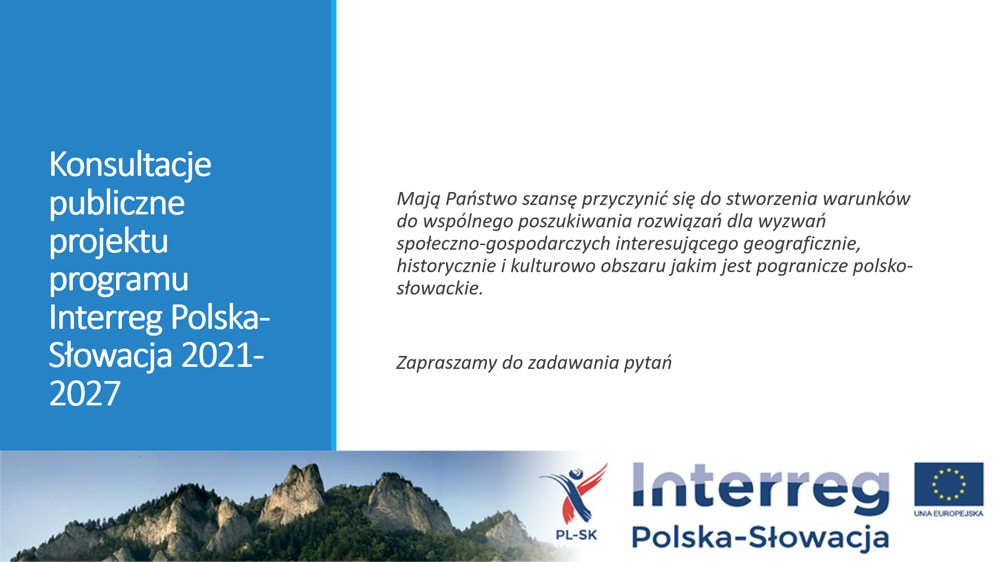 Konsultacje
publiczne
projektu
programu
Interreg Polska-
Słowacja 2021-
2027
Mają Państwo szansę przyczynić się do stworzenia warunków
do wspólnego poszukiwania rozwiązań dla wyzwań
społeczno-gospodarczych interesującego geograficznie,
historycznie i kulturowo obszaru jakim jest pogranicze polsko-
słowackie.
Zapraszamy do zadawania pytań
PL-SK
Interreg
Polska-Słowacja
UNIA EUROPEJSKA